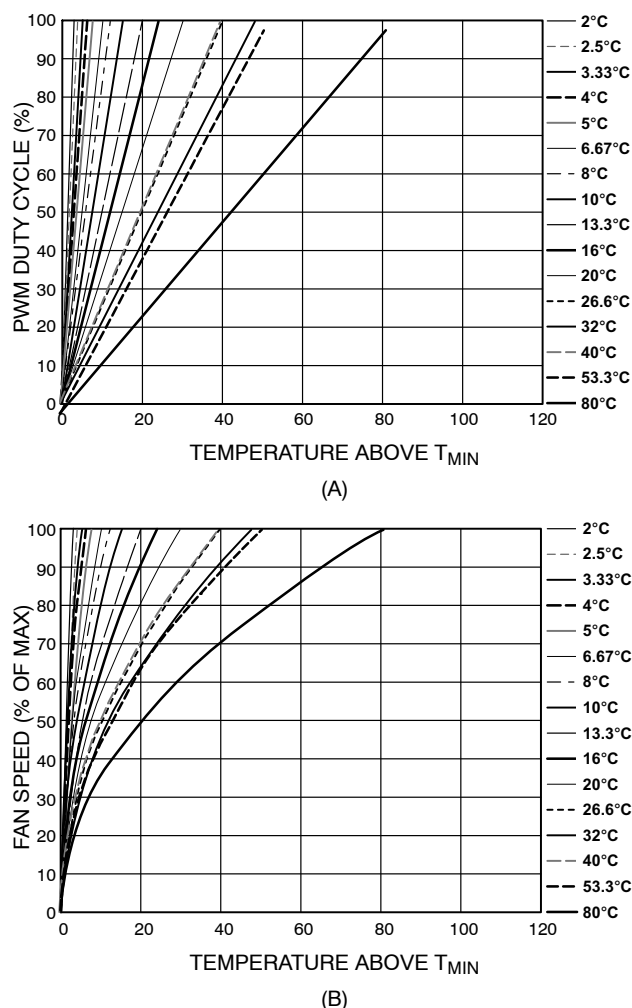 100
90
80
70
60
50
40
30
20
10
0
PWM DUTY CYCLE (%)
0 20 40 60 80 100 120
TEMPERATURE ABOVE TMIN
2°C
2.5°C
3.33°C
4°C
5°C
6.67°C
8°C
10°C
13.3°C
16°C
20°C
26.6°C
32°C
40°C
53.3°C
80°C
(A)
100
90
80
70
60
50
40
30
20
10
0
FAN SPEED (% OF MAX)
0 20 40 60 80 100 120
TEMPERATURE ABOVE TMIN
2°C
2.5°C
3.33°C
4°C
5°C
6.67°C
8°C
10°C
13.3°C
16°C
20°C
26.6°C
32°C
40°C
53.3°C
80°C
(B)